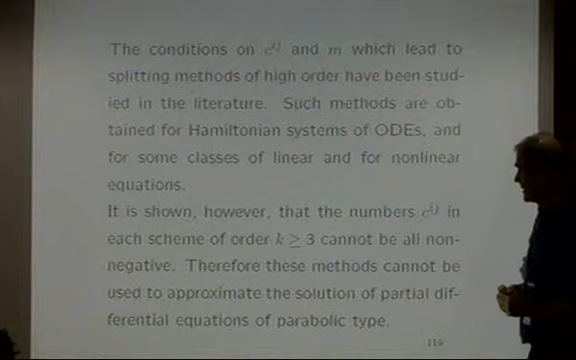 The conditions on c^{ij} and m which lead to
splitting methods of high order have been stud-
ied in the literature. Such methods are ob-
tained for Hamiltonian systems of ODEs, and
for some classes of linear and for nonlinear
equations.
It is shown, however, that the numbers c^{ij} in
each scheme of order k ≥ 3 cannot be all non-
negative. Therefore these methods cannot be
used to approximate the solution of partial dif-
ferential equations of parabolic type.